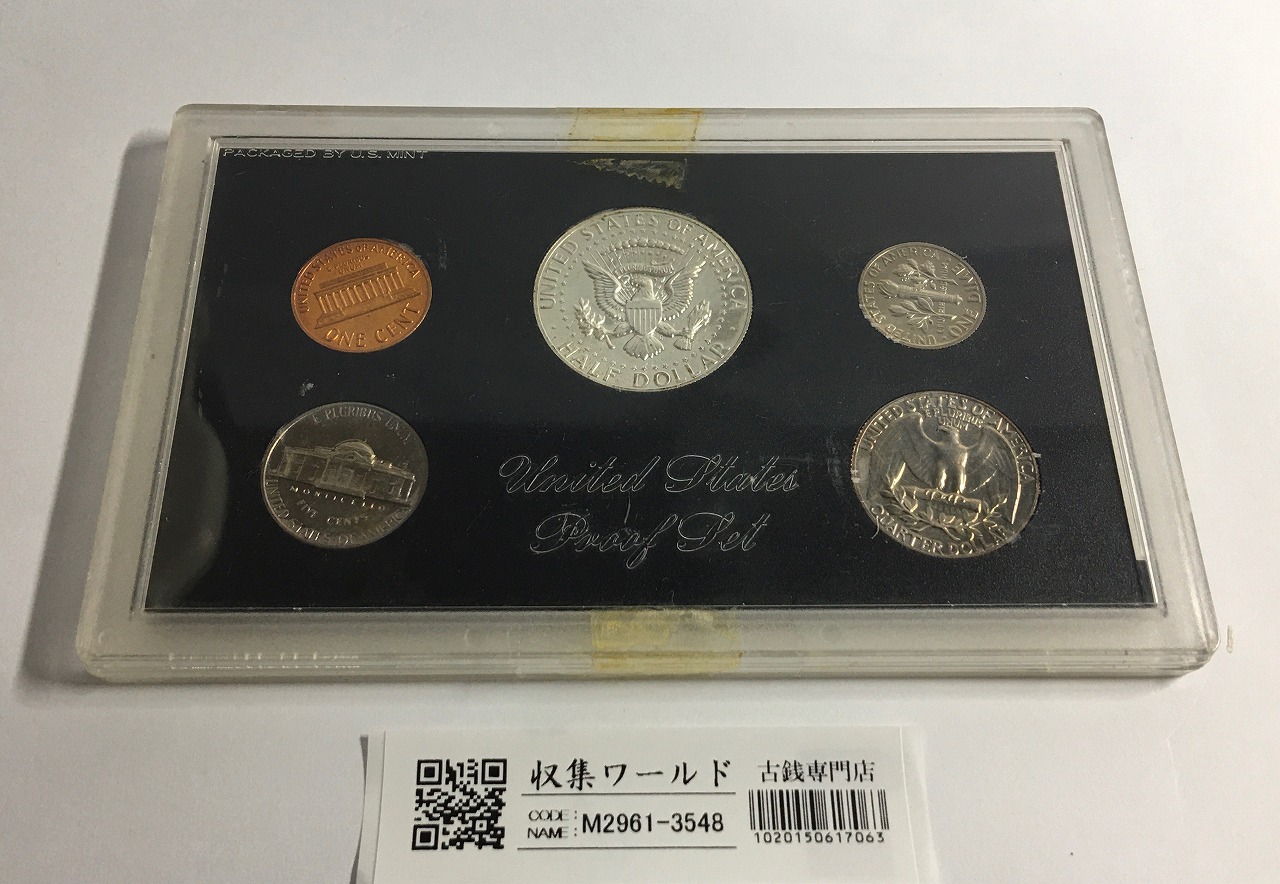 PACKAGED BY U.S. MINT
UNITED STATES OF AMERICA
E PLURIBUS UNUM
ONE CENT
UNITED STATES OF AMERICA
HALF DOLLAR
UNITED STATES OF AMERICA · ONE DIME
E PLURIBUS UNUM
MONTICELLO
FIVE CENTS
UNITED STATES OF AMERICA
UNITED STATES OF AMERICA
E PLURIBUS
UNUM
QUARTER DOLLAR
United States
Proof Set
収集ワールド
古銭専門店
CODE:
NAME: M2961-3548
1020150617063